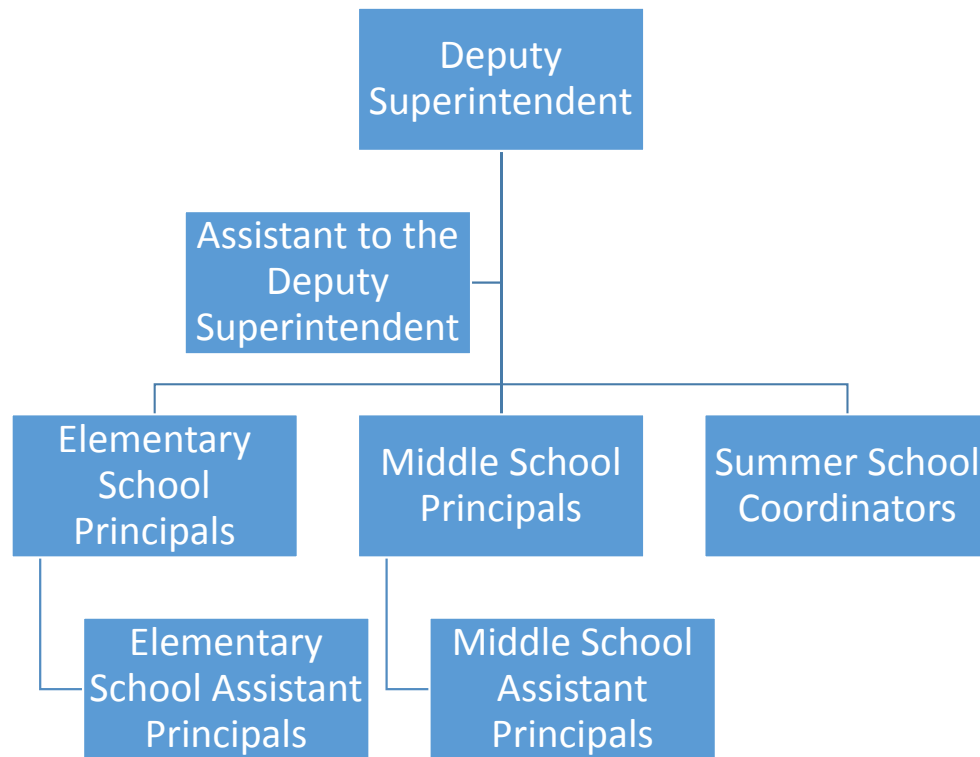 Deputy
Superintendent
Assistant to the
Deputy
Superintendent
Elementary
School
Principals
Middle School
Principals
Summer School
Coordinators
Elementary
School Assistant
Principals
Middle School
Assistant
Principals